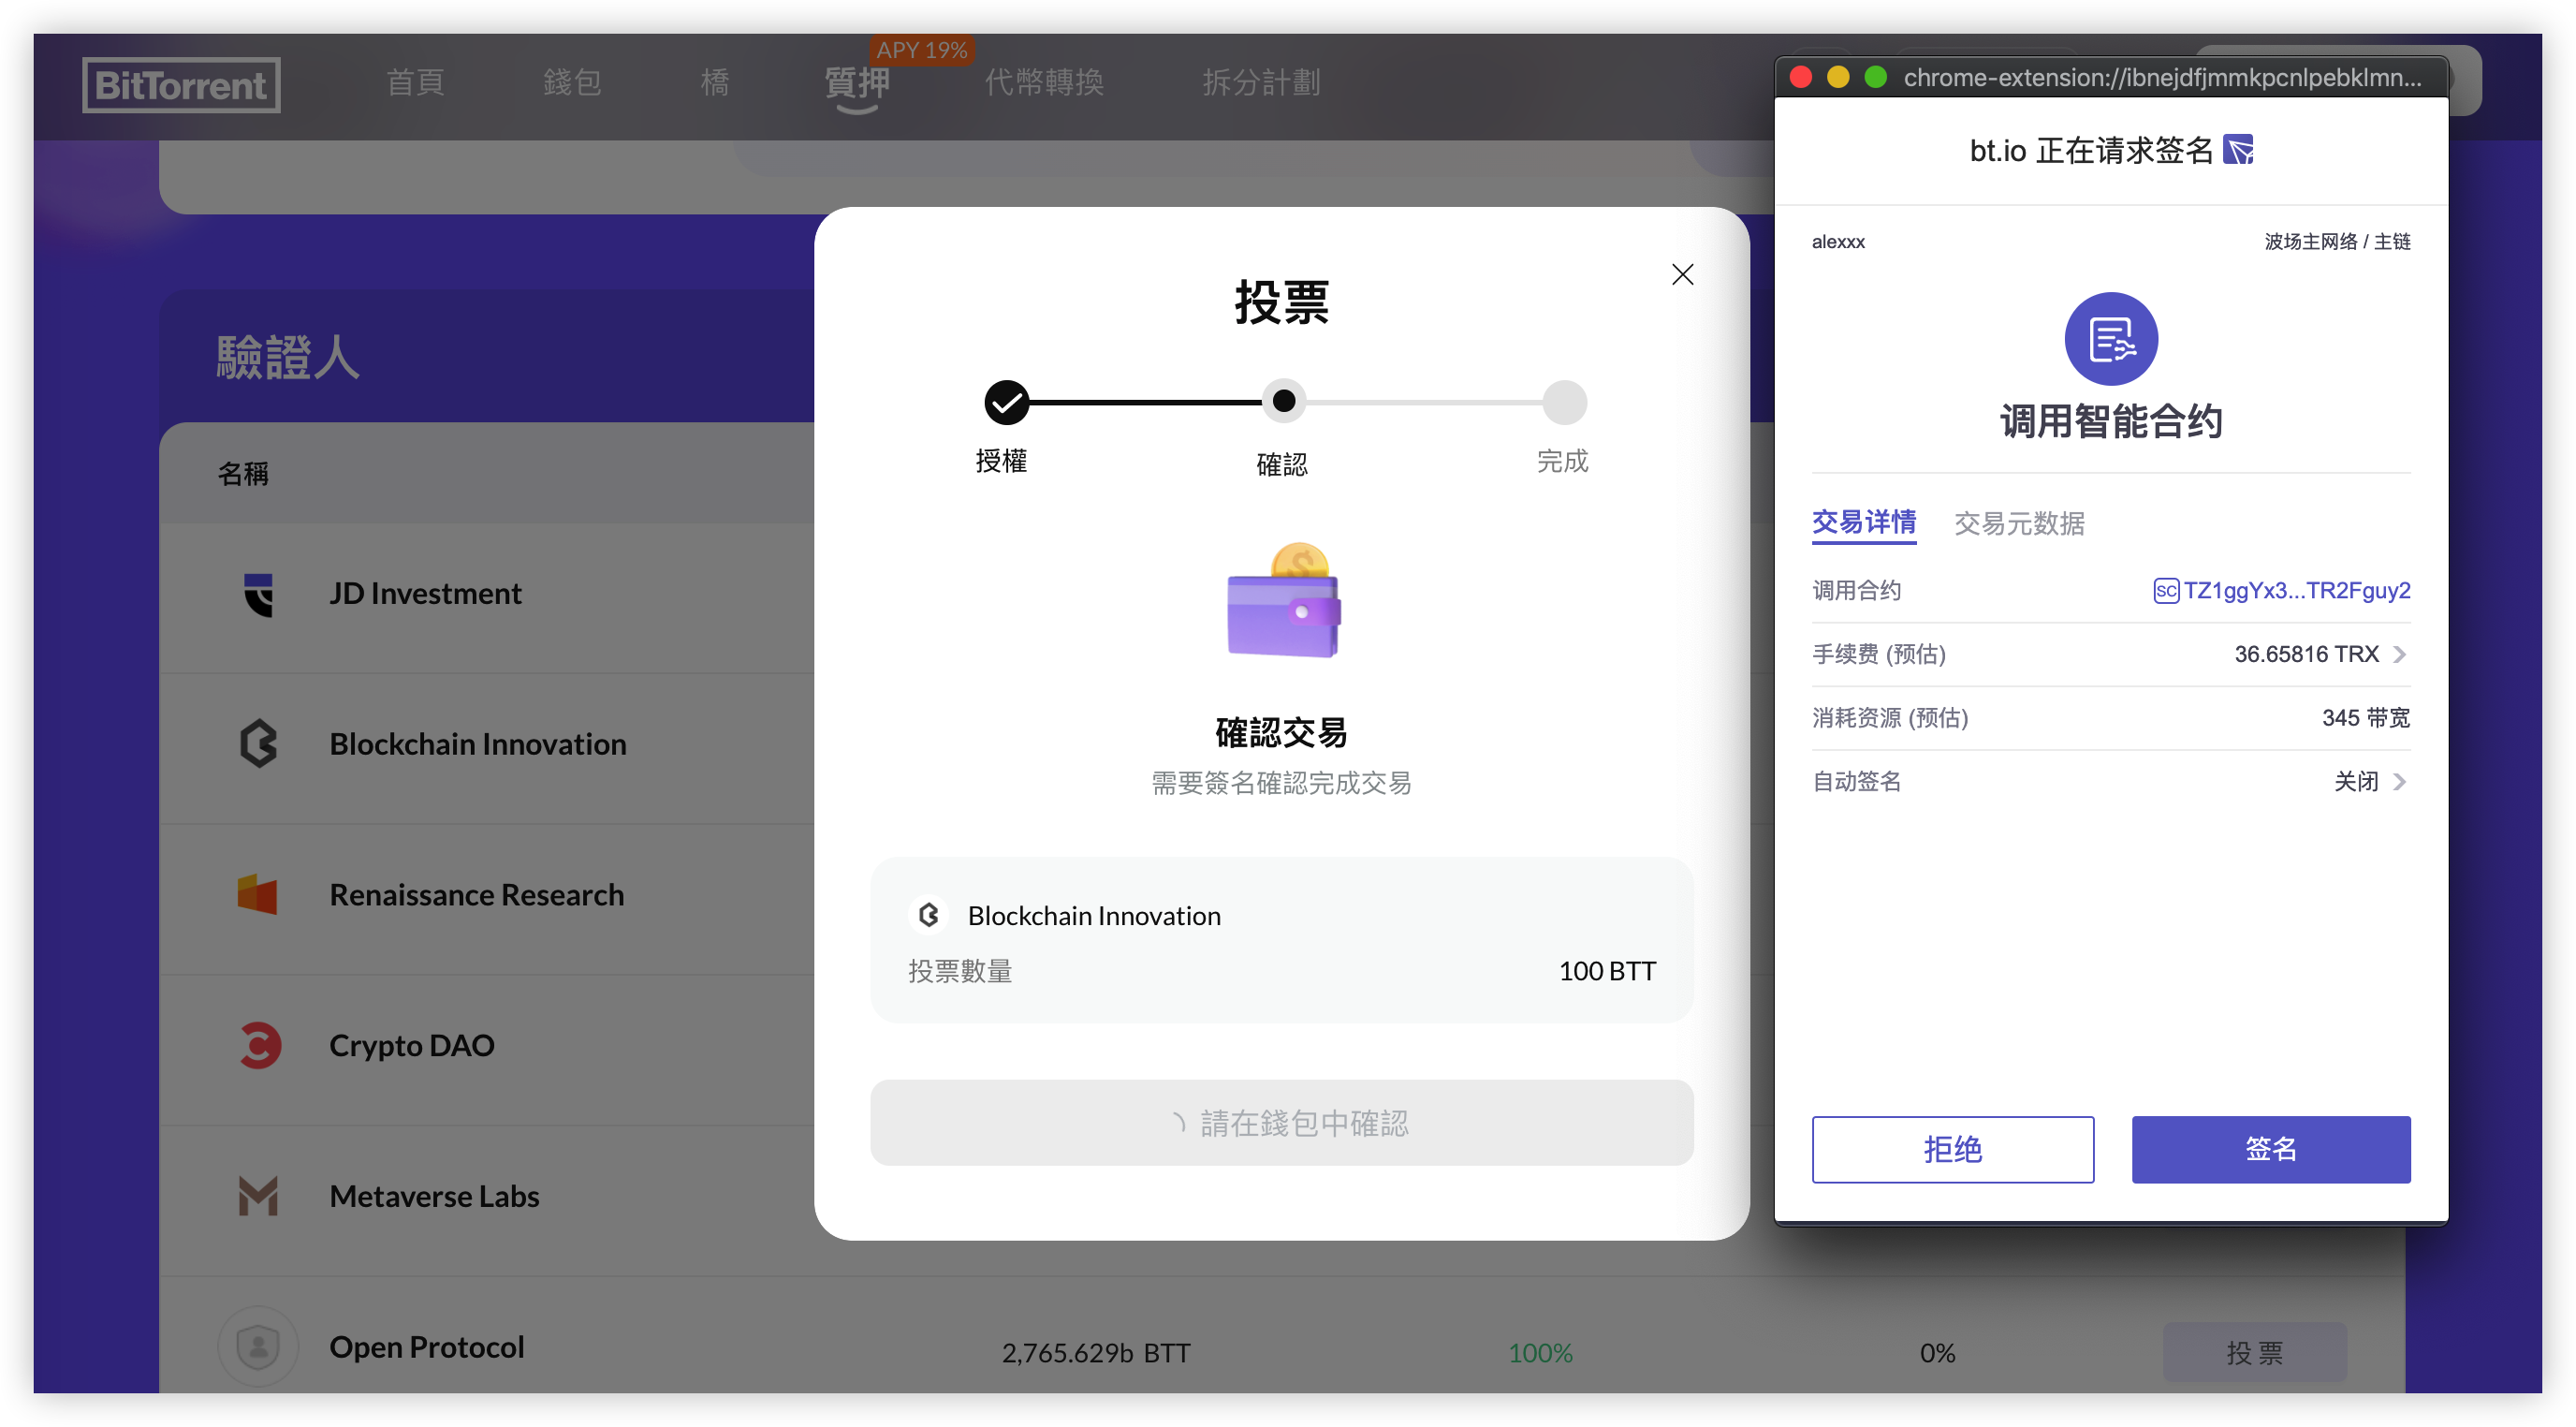 BitTorrent
首頁
錢包
橋
質押
APY 19%
代幣轉換
拆分計劃
驗證人
名稱
JD Investment
Blockchain Innovation
Renaissance Research
Crypto DAO
Metaverse Labs
Open Protocol
2,765.629b BTT
100%
0%
投票
投票
授權
確認
完成
確認交易
需要簽名確認完成交易
Blockchain Innovation
投票數量
100 BTT
請在錢包中確認
chrome-extension://ibnejdfjmmkpcnlpebklmn...
bt.io 正在请求签名
alexxx
波场主网络 / 主链
调用智能合约
交易详情
交易元数据
调用合约
SC TZ1ggYx3...TR2Fguy2
手续费 (预估)
36.65816 TRX
消耗资源 (预估)
345 带宽
自动签名
关闭
拒绝
签名